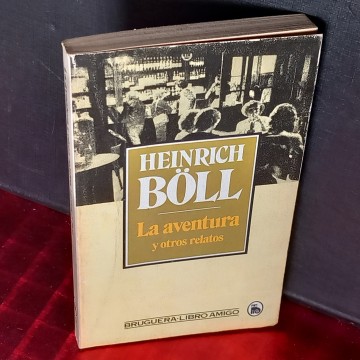 HEINRICH
BÖLL
La aventura
y otros relatos
BRUGUERA-LIBRO AMIGO